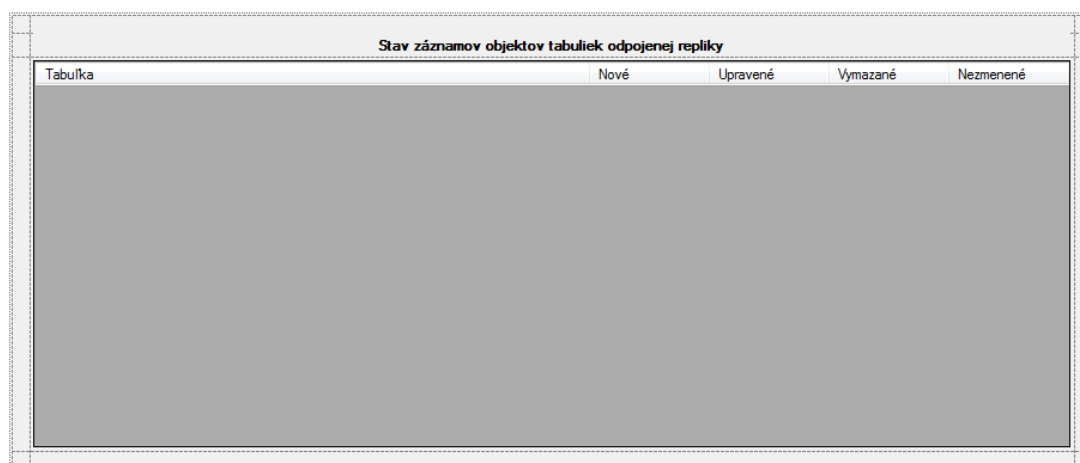 Stav záznamov objektov tabuliek odpojenej repliky
Tabuľka Nové Upravené Vymazané Nezmenené